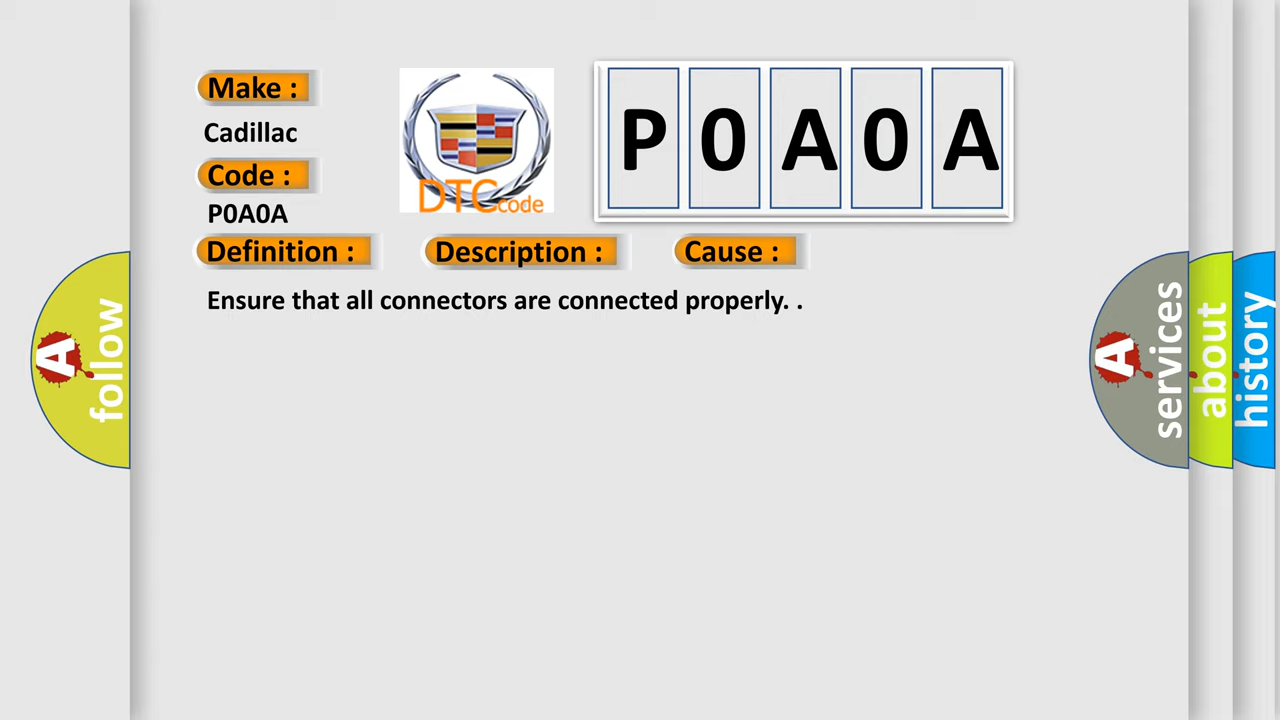 Make :
Cadillac
Code :
P0A0A
DTC code
P 0 A 0 A
Definition :
Description :
Cause :
Ensure that all connectors are connected properly. .
A follow
A services
about
history